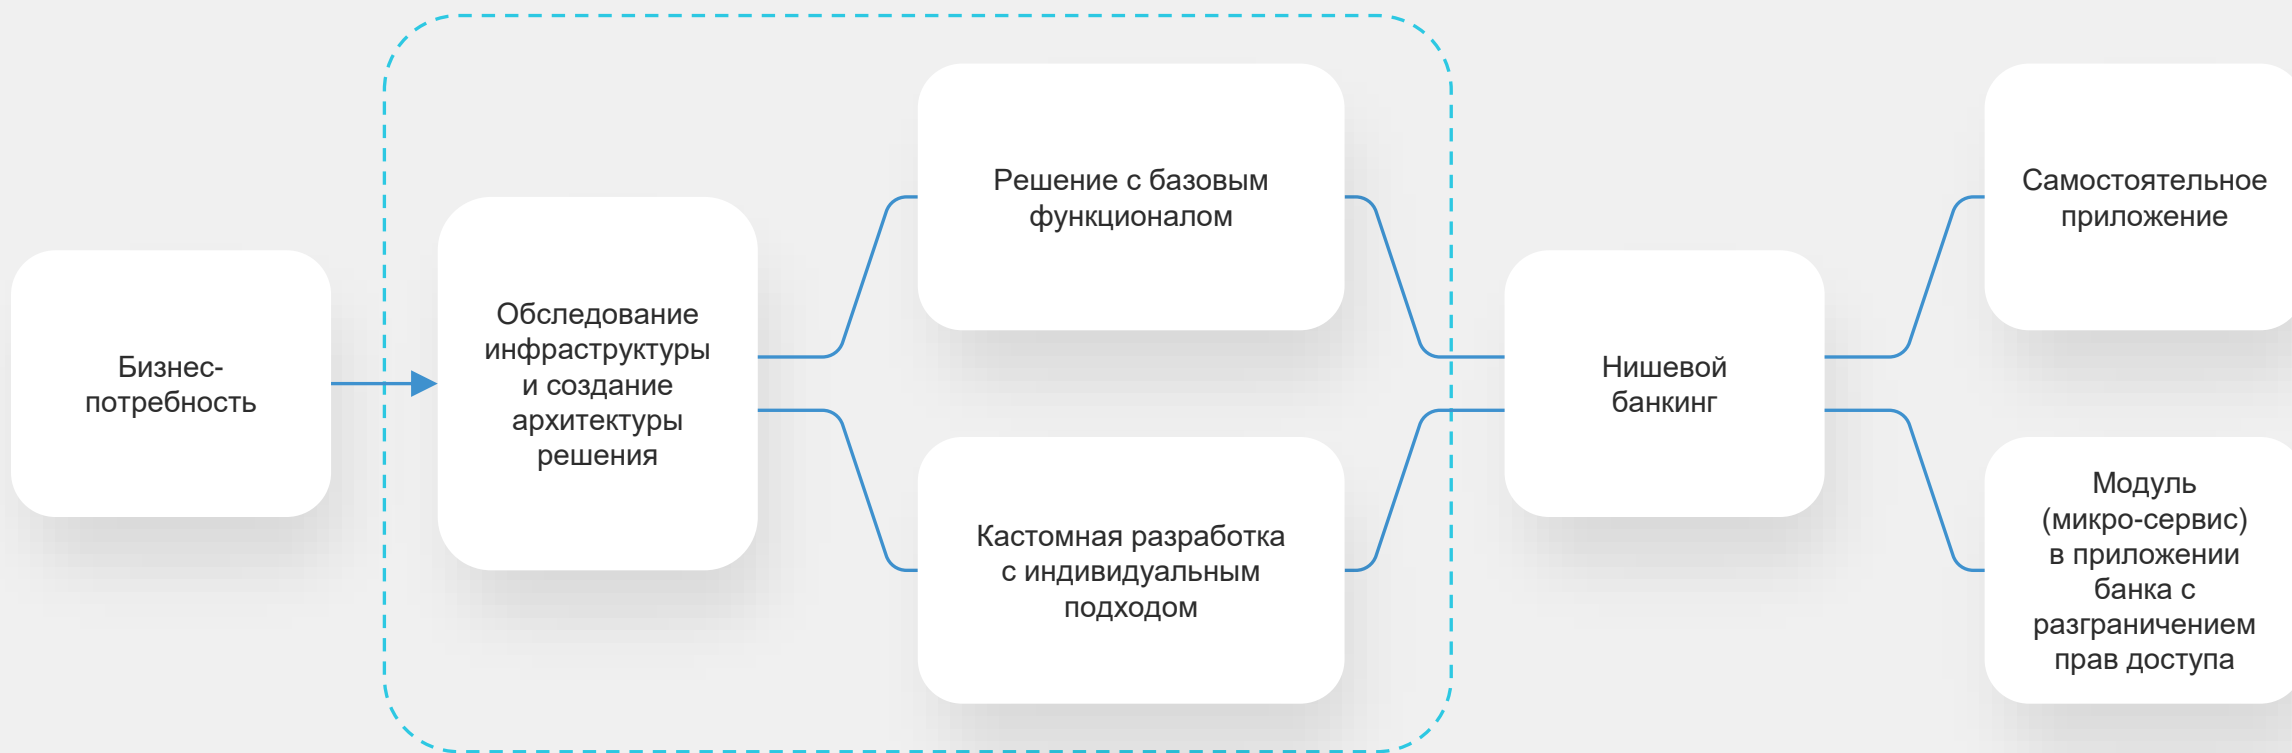 Бизнес-
потребность
Обследование
инфраструктуры
и создание
архитектуры
решения
Решение с базовым
функционалом
Кастомная разработка
с индивидуальным
подходом
Нишевой
банкинг
Самостоятельное
приложение
Модуль
(микро-сервис)
в приложении
банка с
разграничением
прав доступа